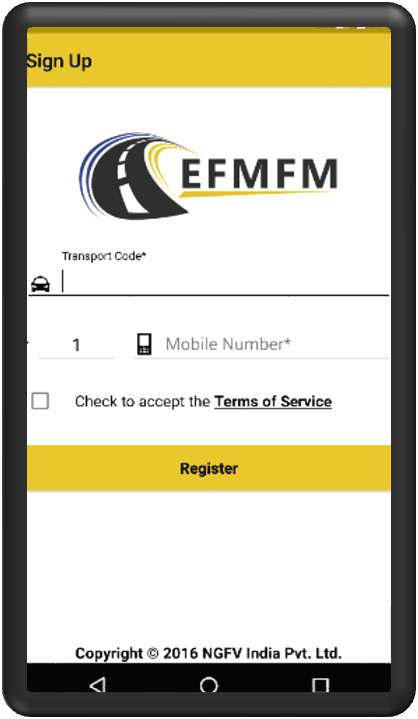 Sign Up
EFMFM
Transport Code*
1
Mobile Number*
Check to accept the Terms of Service
Register
Copyright © 2016 NGFV India Pvt. Ltd.